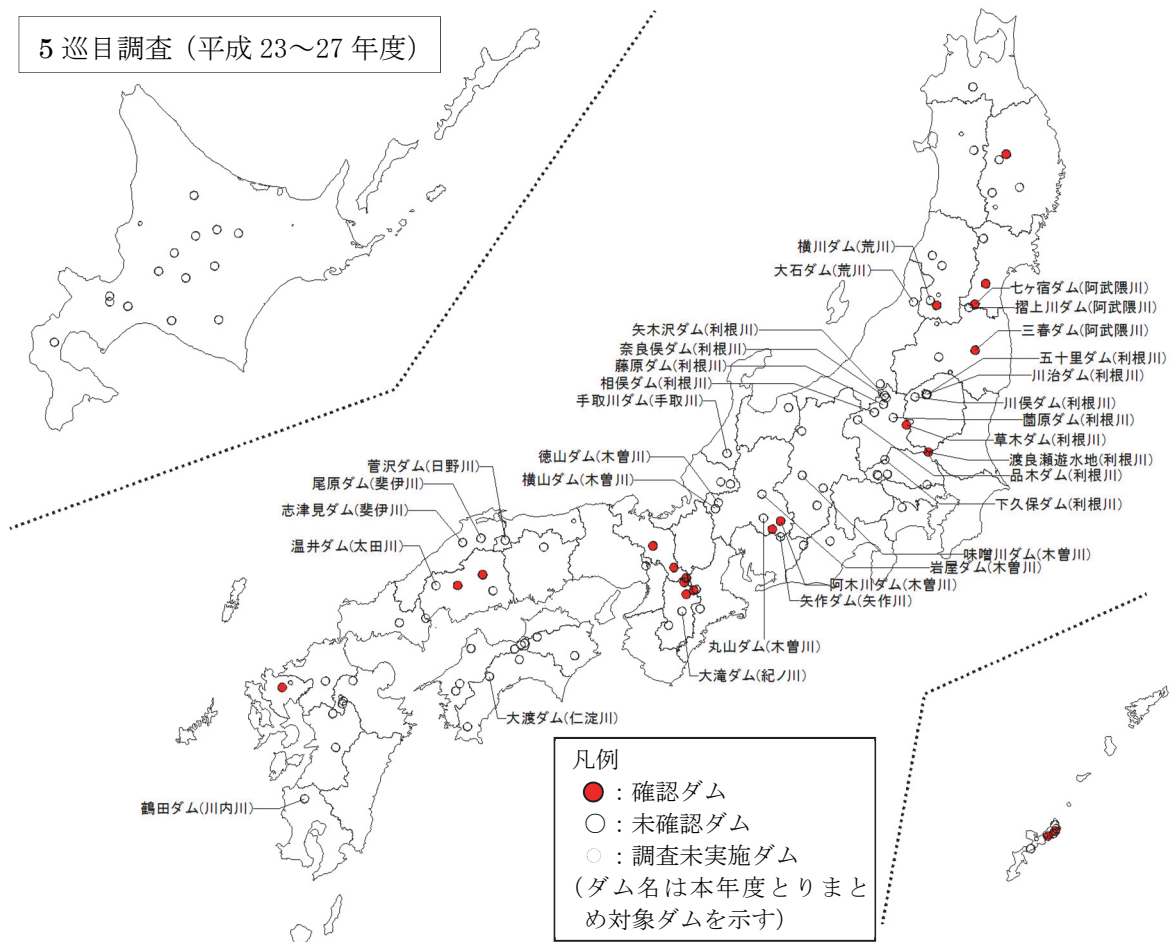 5 巡目調査 (平成 23～27 年度)
横川ダム(荒川)
大石ダム(荒川)
七ヶ宿ダム(阿武隈川)
摺上川ダム(阿武隈川)
三春ダム(阿武隈川)
矢木沢ダム(利根川)
奈良俣ダム(利根川)
藤原ダム(利根川)
相俣ダム(利根川)
手取川ダム(手取川)
五十里ダム(利根川)
川治ダム(利根川)
川俣ダム(利根川)
薗原ダム(利根川)
草木ダム(利根川)
渡良瀬遊水地(利根川)
品木ダム(利根川)
下久保ダム(利根川)
徳山ダム(木曽川)
横山ダム(木曽川)
菅沢ダム(日野川)
尾原ダム(斐伊川)
志津見ダム(斐伊川)
温井ダム(太田川)
味噌川ダム(木曽川)
岩屋ダム(木曽川)
阿木川ダム(木曽川)
矢作ダム(矢作川)
丸山ダム(木曽川)
大滝ダム(紀ノ川)
大渡ダム(仁淀川)
鶴田ダム(川内川)
凡例
：確認ダム
：未確認ダム
：調査未実施ダム
(ダム名は本年度とりまと
め対象ダムを示す)